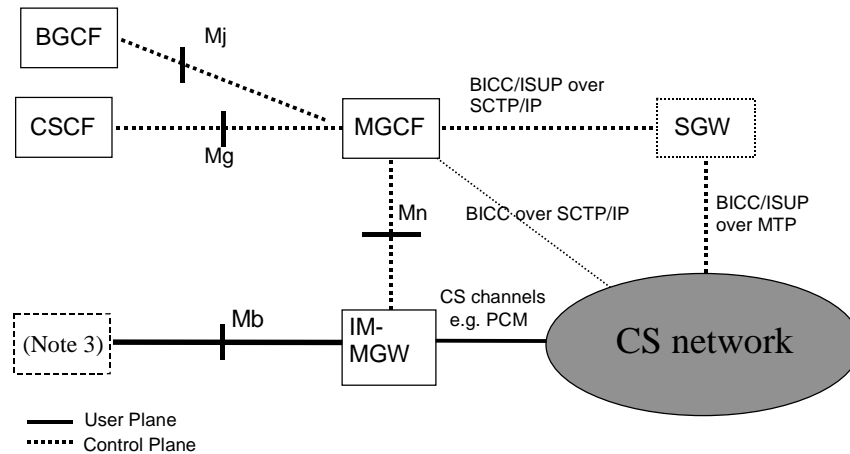 BGCF
Mj
BICC/ISUP over
SCTP/IP
CSCF
MGCF
SGW
Mg
Mn
BICC over SCTP/IP
BICC/ISUP
over MTP
CS channels
e.g. PCM
(Note 3)
Mb
IM-
MGW
CS network
User Plane
Control Plane